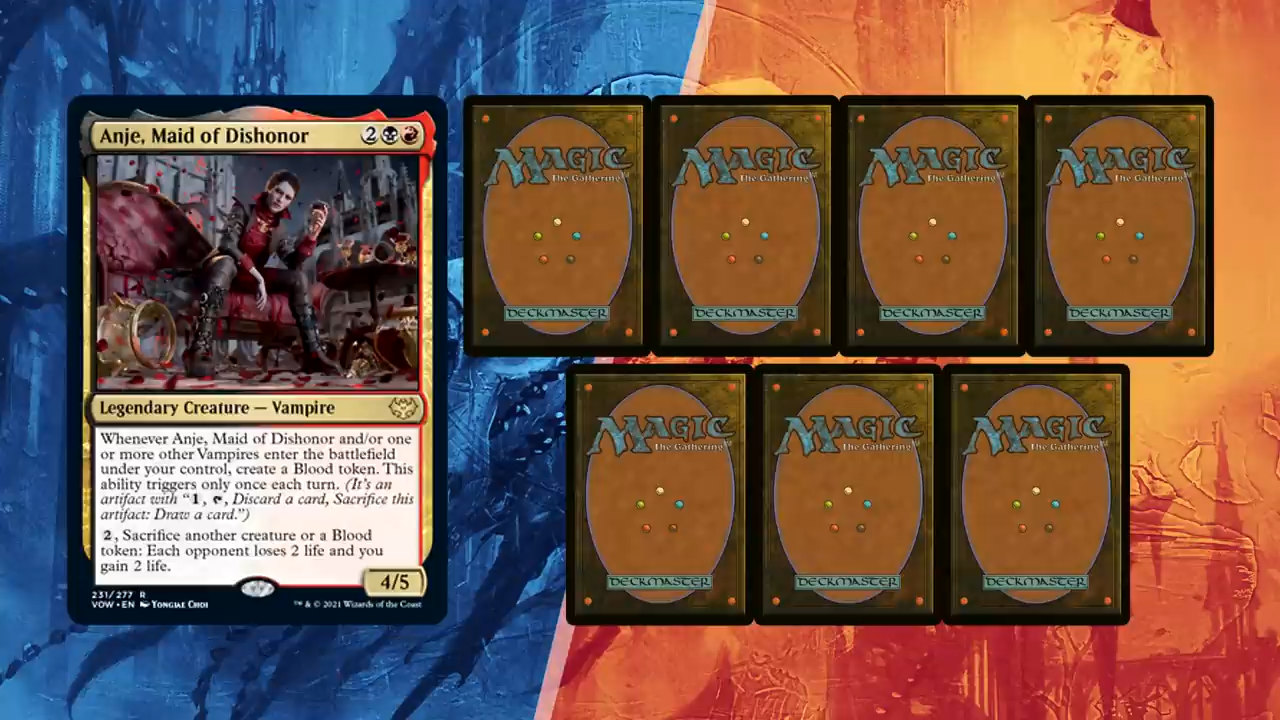 Anje, Maid of Dishonor 2
Legendary Creature — Vampire
Whenever Anje, Maid of Dishonor and/or one
or more other Vampires enter the battlefield
under your control, create a Blood token. This
ability triggers only once each turn. (It's an
artifact with “1, , Discard a card, Sacrifice this
artifact: Draw a card.”)
2, Sacrifice another creature or a Blood
token: Each opponent loses 2 life and you
gain 2 life.
4/5
231/277 R
VOW • EN Yongjae Choi
™ & © 2021 Wizards of the Coast
MAGIC
The Gathering
DECKMASTER
MAGIC
The Gathering
DECKMASTER
MAGIC
The Gathering
DECKMASTER
MAGIC
The Gathering
DECKMASTER
MAGIC
The Gathering
DECKMASTER
MAGIC
The Gathering
DECKMASTER
MAGIC
The Gathering
DECKMASTER